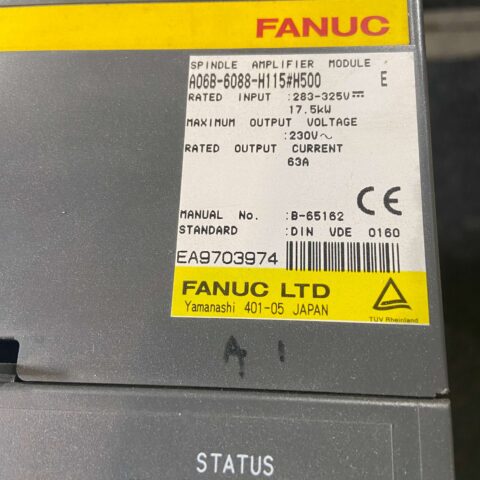 FANUC
SPINDLE AMPLIFIER MODULE
A06B-6088-H115#H500 E
RATED INPUT :283-325V⎓
17.5kW
MAXIMUM OUTPUT VOLTAGE
:230V～
RATED OUTPUT CURRENT
63A
CE
MANUAL No. :B-65162
STANDARD :DIN VDE 0160
EA9703974
FANUC LTD
Yamanashi 401-05 JAPAN
TÜV Rheinland
A 1
STATUS